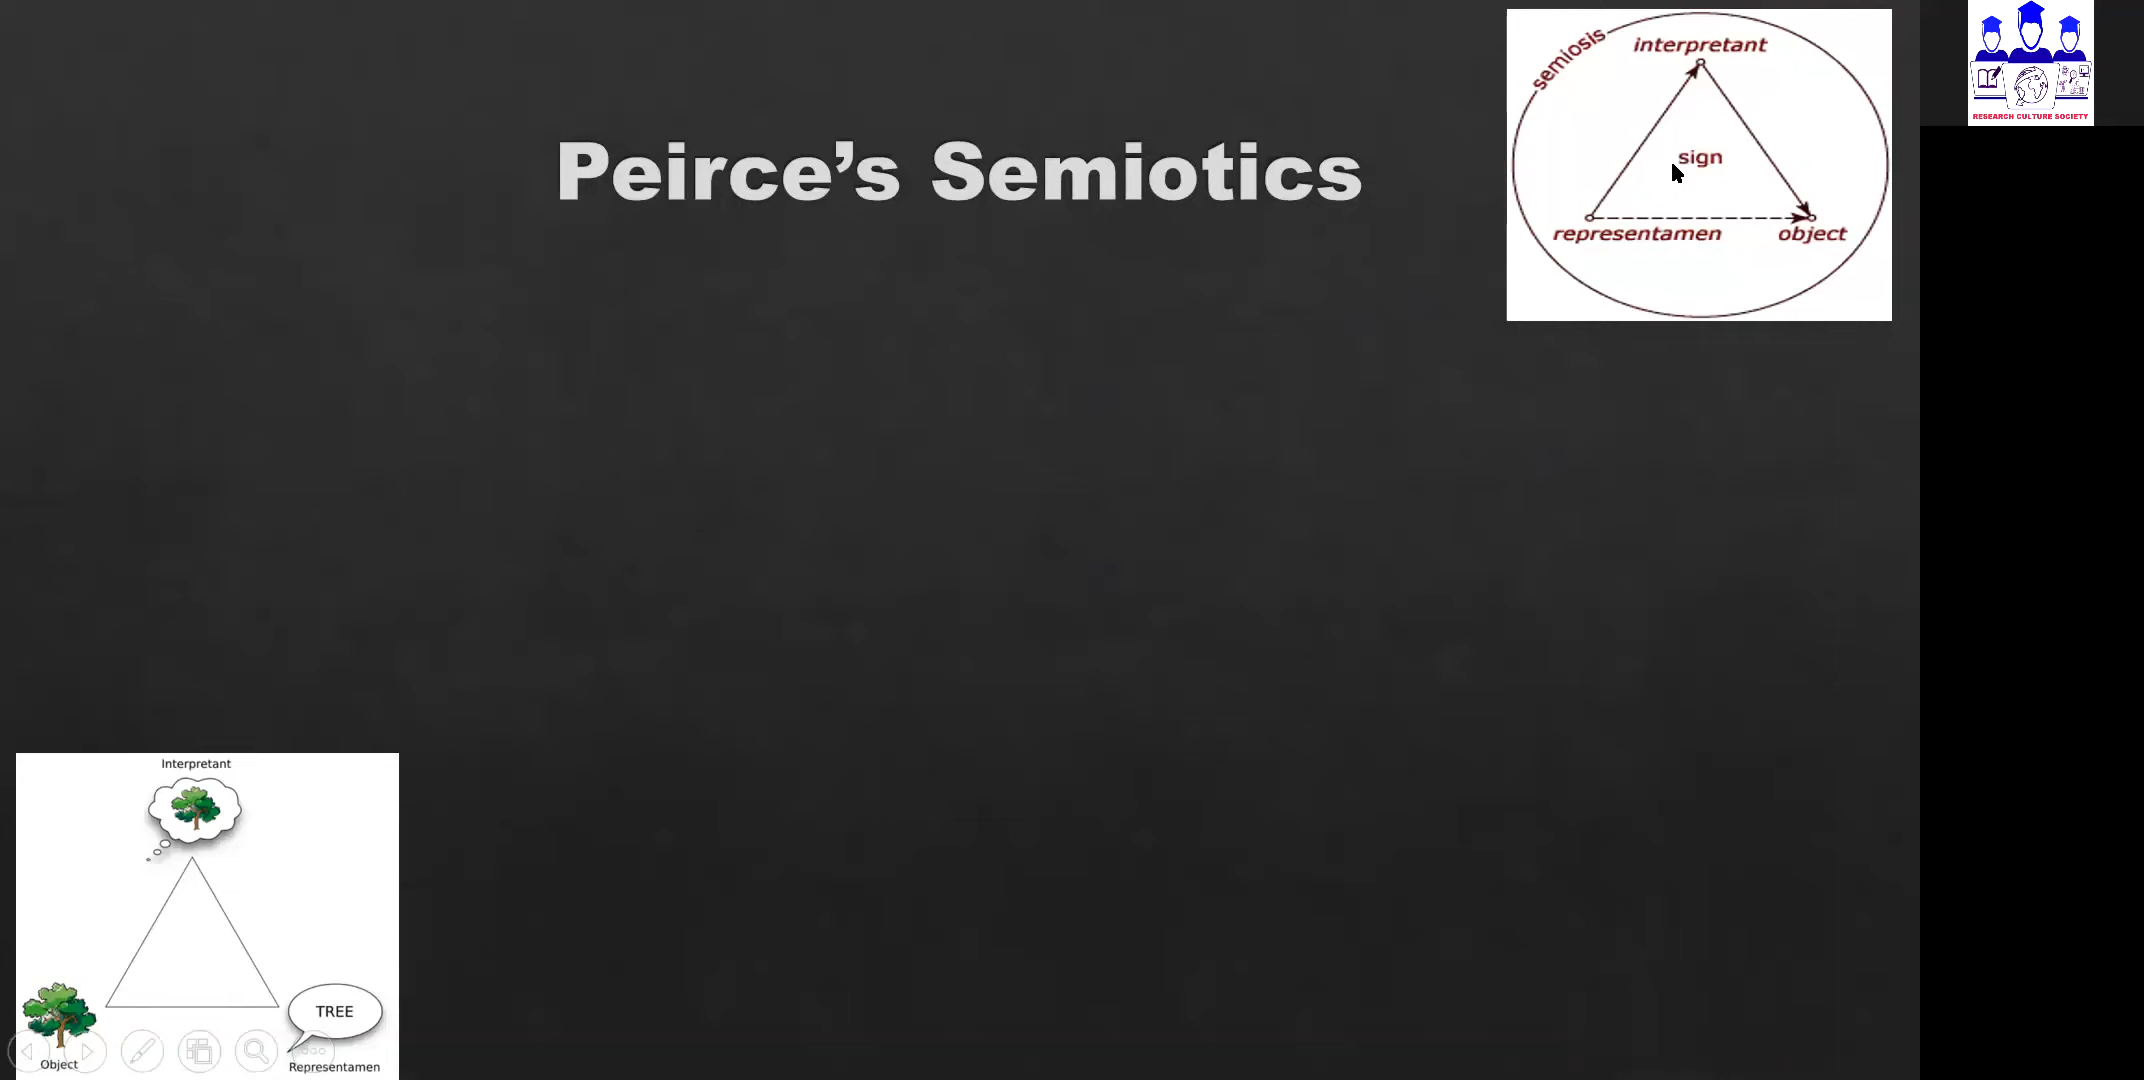 Peirce’s Semiotics
semiosis
interpretant
sign
representamen
object
RESEARCH CULTURE SOCIETY
Interpretant
TREE
Object
Representamen